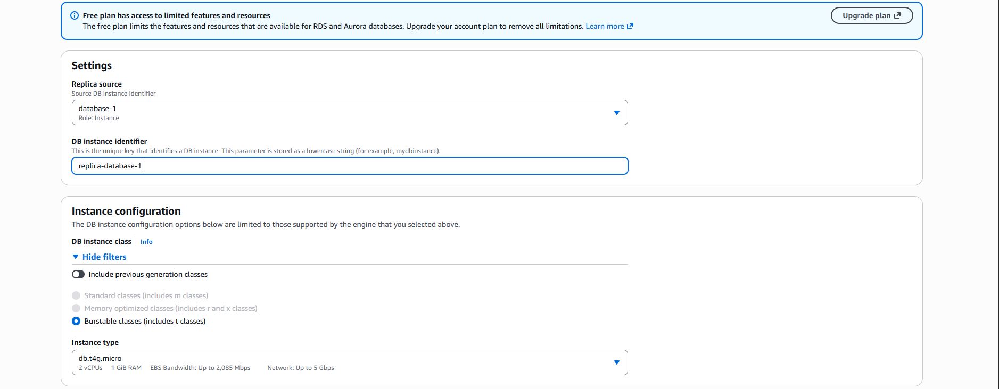 Free plan has access to limited features and resources
Upgrade plan
The free plan limits the features and resources that are available for RDS and Aurora databases. Upgrade your account plan to remove all limitations. Learn more
Settings
Replica source
Source DB instance identifier
database-1
Role: Instance
DB instance identifier
This is the unique key that identifies a DB instance. This parameter is stored as a lowercase string (for example, mydbinstance).
replica-database-1
Instance configuration
The DB instance configuration options below are limited to those supported by the engine that you selected above.
DB instance class Info
Hide filters
Include previous generation classes
Standard classes (includes m classes)
Memory optimized classes (includes r and x classes)
Burstable classes (includes t classes)
Instance type
db.t4g.micro
2 vCPUs 1 GiB RAM EBS Bandwidth: Up to 2,085 Mbps Network: Up to 5 Gbps